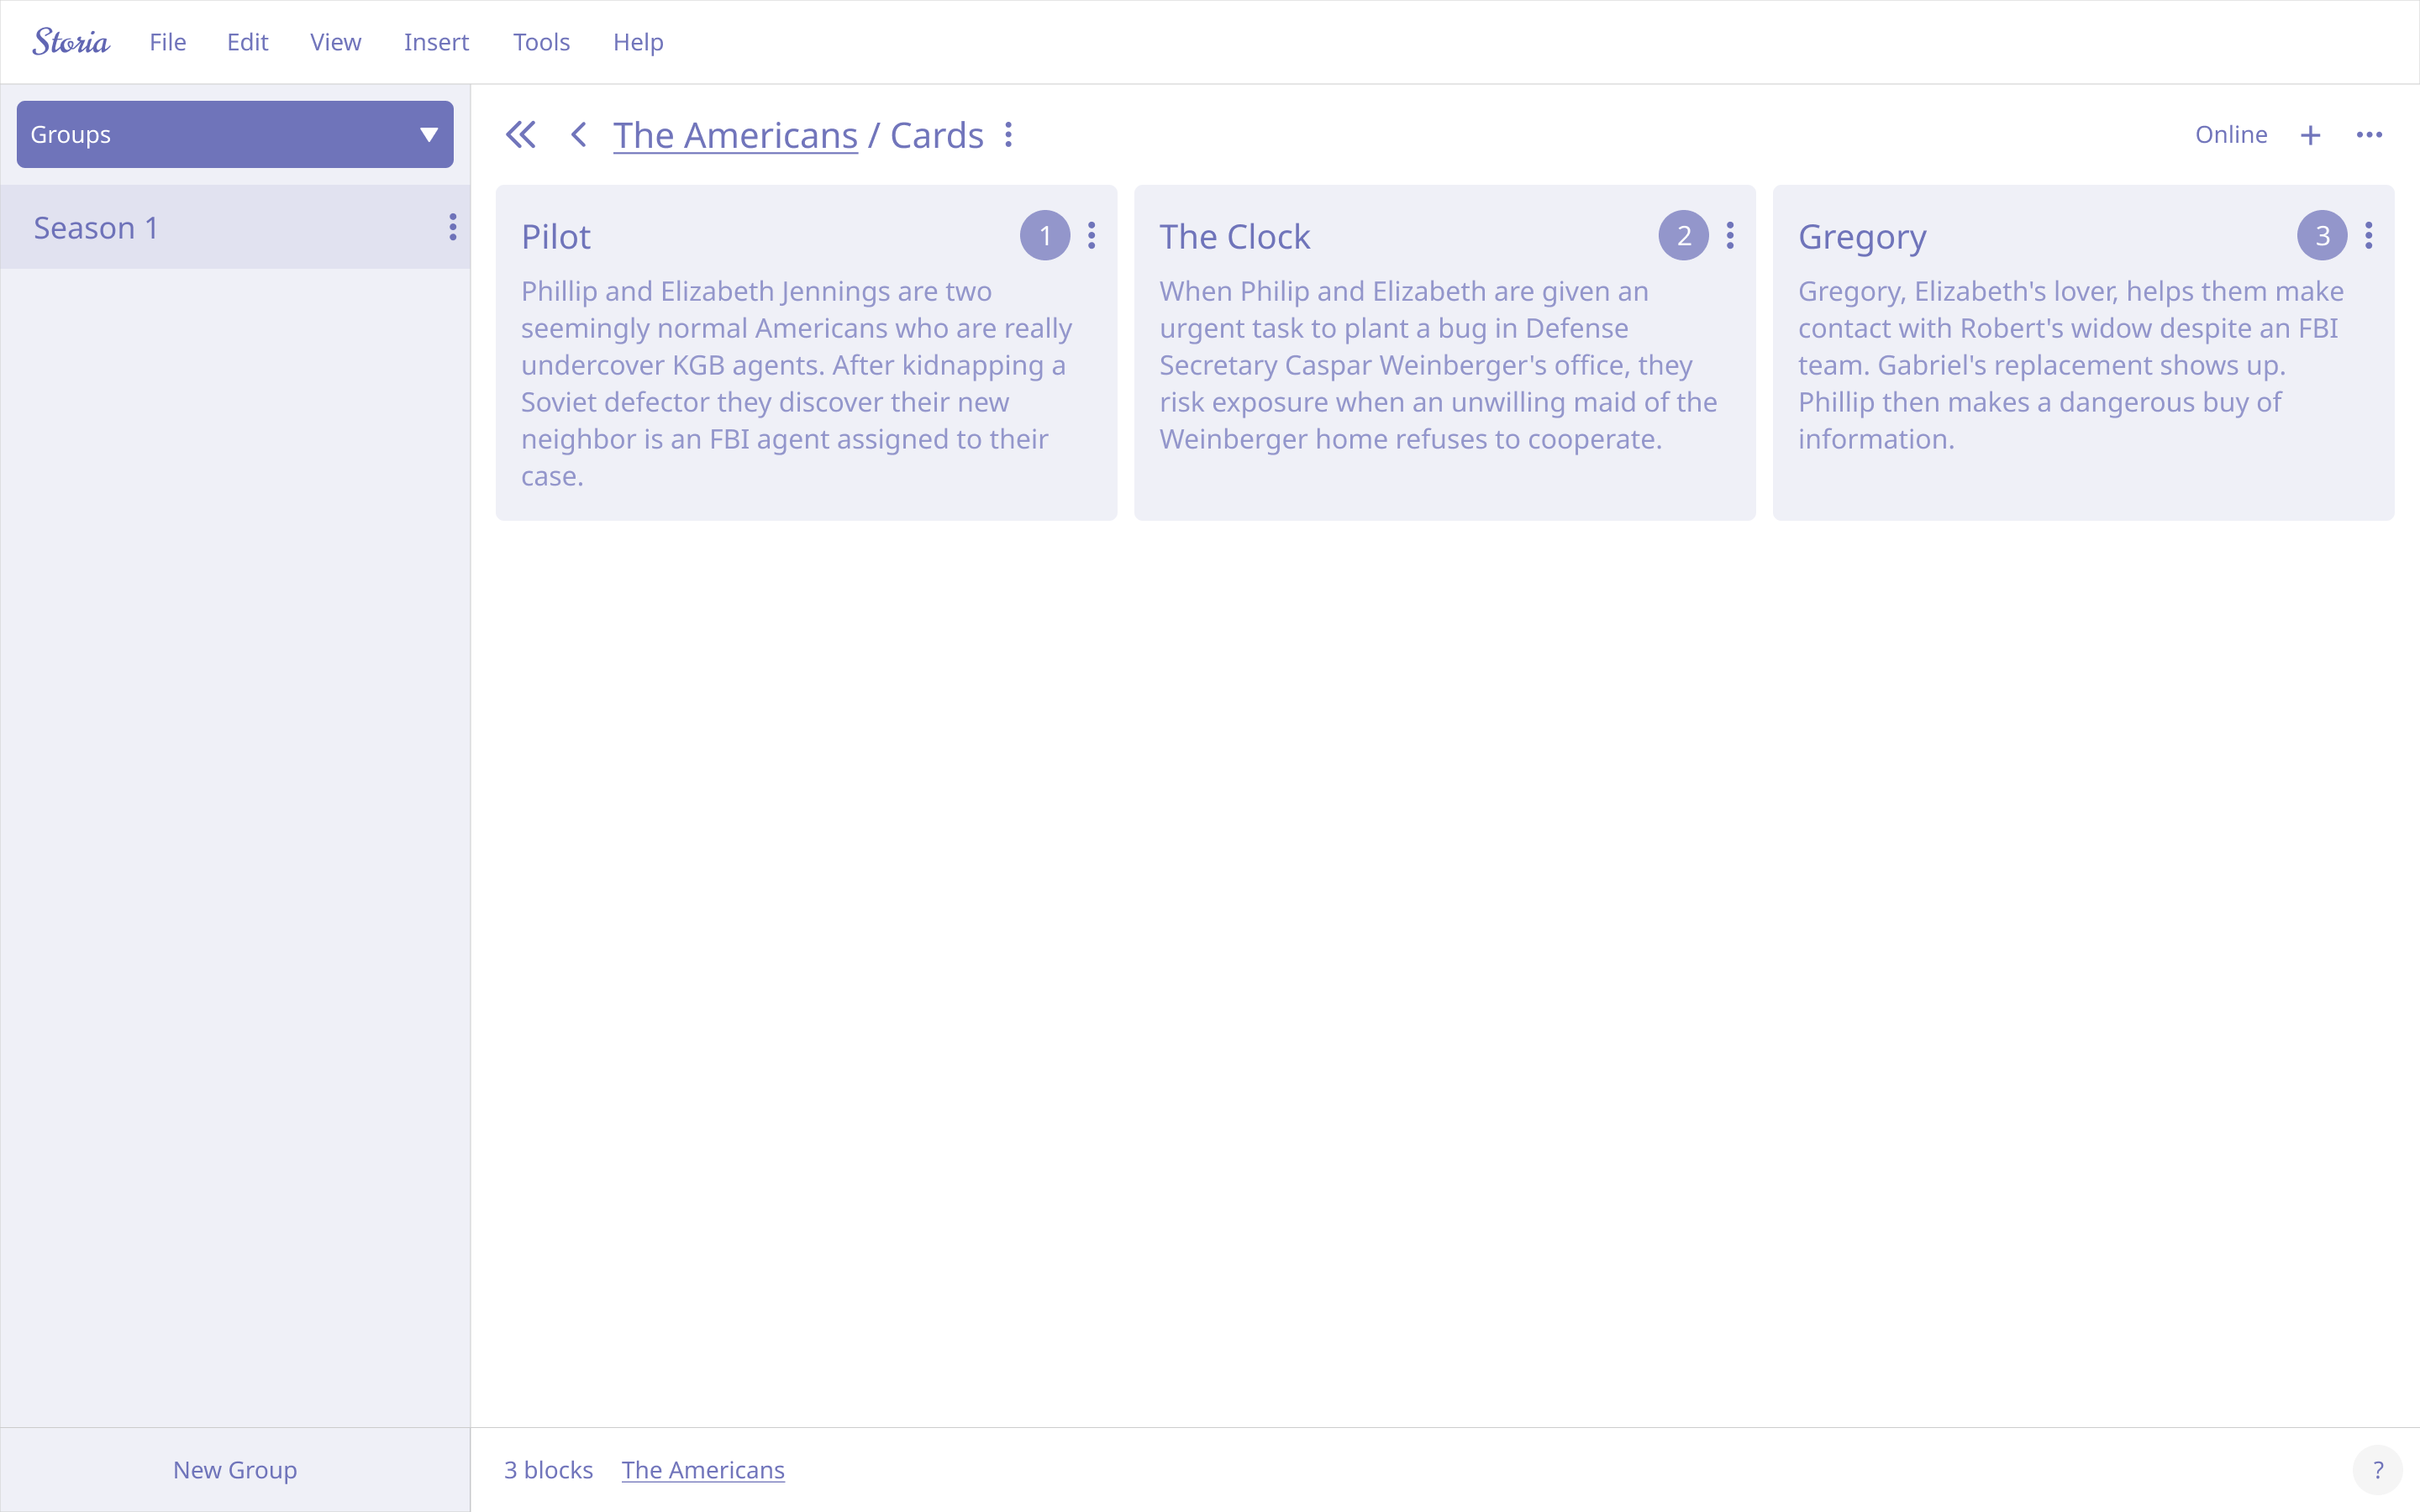 Storia File Edit View Insert Tools Help
Groups
Season 1
New Group
The Americans / Cards
Online + 
Pilot 1
Phillip and Elizabeth Jennings are two
seemingly normal Americans who are really
undercover KGB agents. After kidnapping a
Soviet defector they discover their new
neighbor is an FBI agent assigned to their
case.
The Clock 2
When Philip and Elizabeth are given an
urgent task to plant a bug in Defense
Secretary Caspar Weinberger's office, they
risk exposure when an unwilling maid of the
Weinberger home refuses to cooperate.
Gregory 3
Gregory, Elizabeth's lover, helps them make
contact with Robert's widow despite an FBI
team. Gabriel's replacement shows up.
Phillip then makes a dangerous buy of
information.
3 blocks The Americans
?